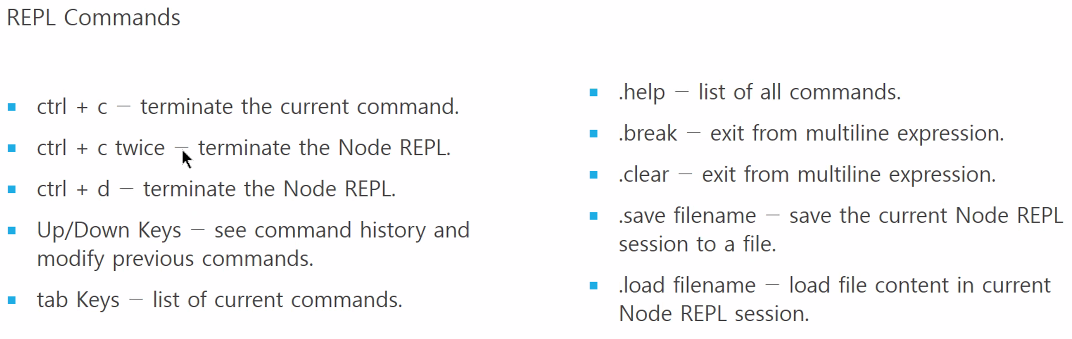 REPL Commands
ctrl + c – terminate the current command.
ctrl + c twice – terminate the Node REPL.
ctrl + d – terminate the Node REPL.
Up/Down Keys – see command history and
modify previous commands.
tab Keys – list of current commands.
.help – list of all commands.
.break – exit from multiline expression.
.clear – exit from multiline expression.
.save filename – save the current Node REPL
session to a file.
.load filename – load file content in current
Node REPL session.